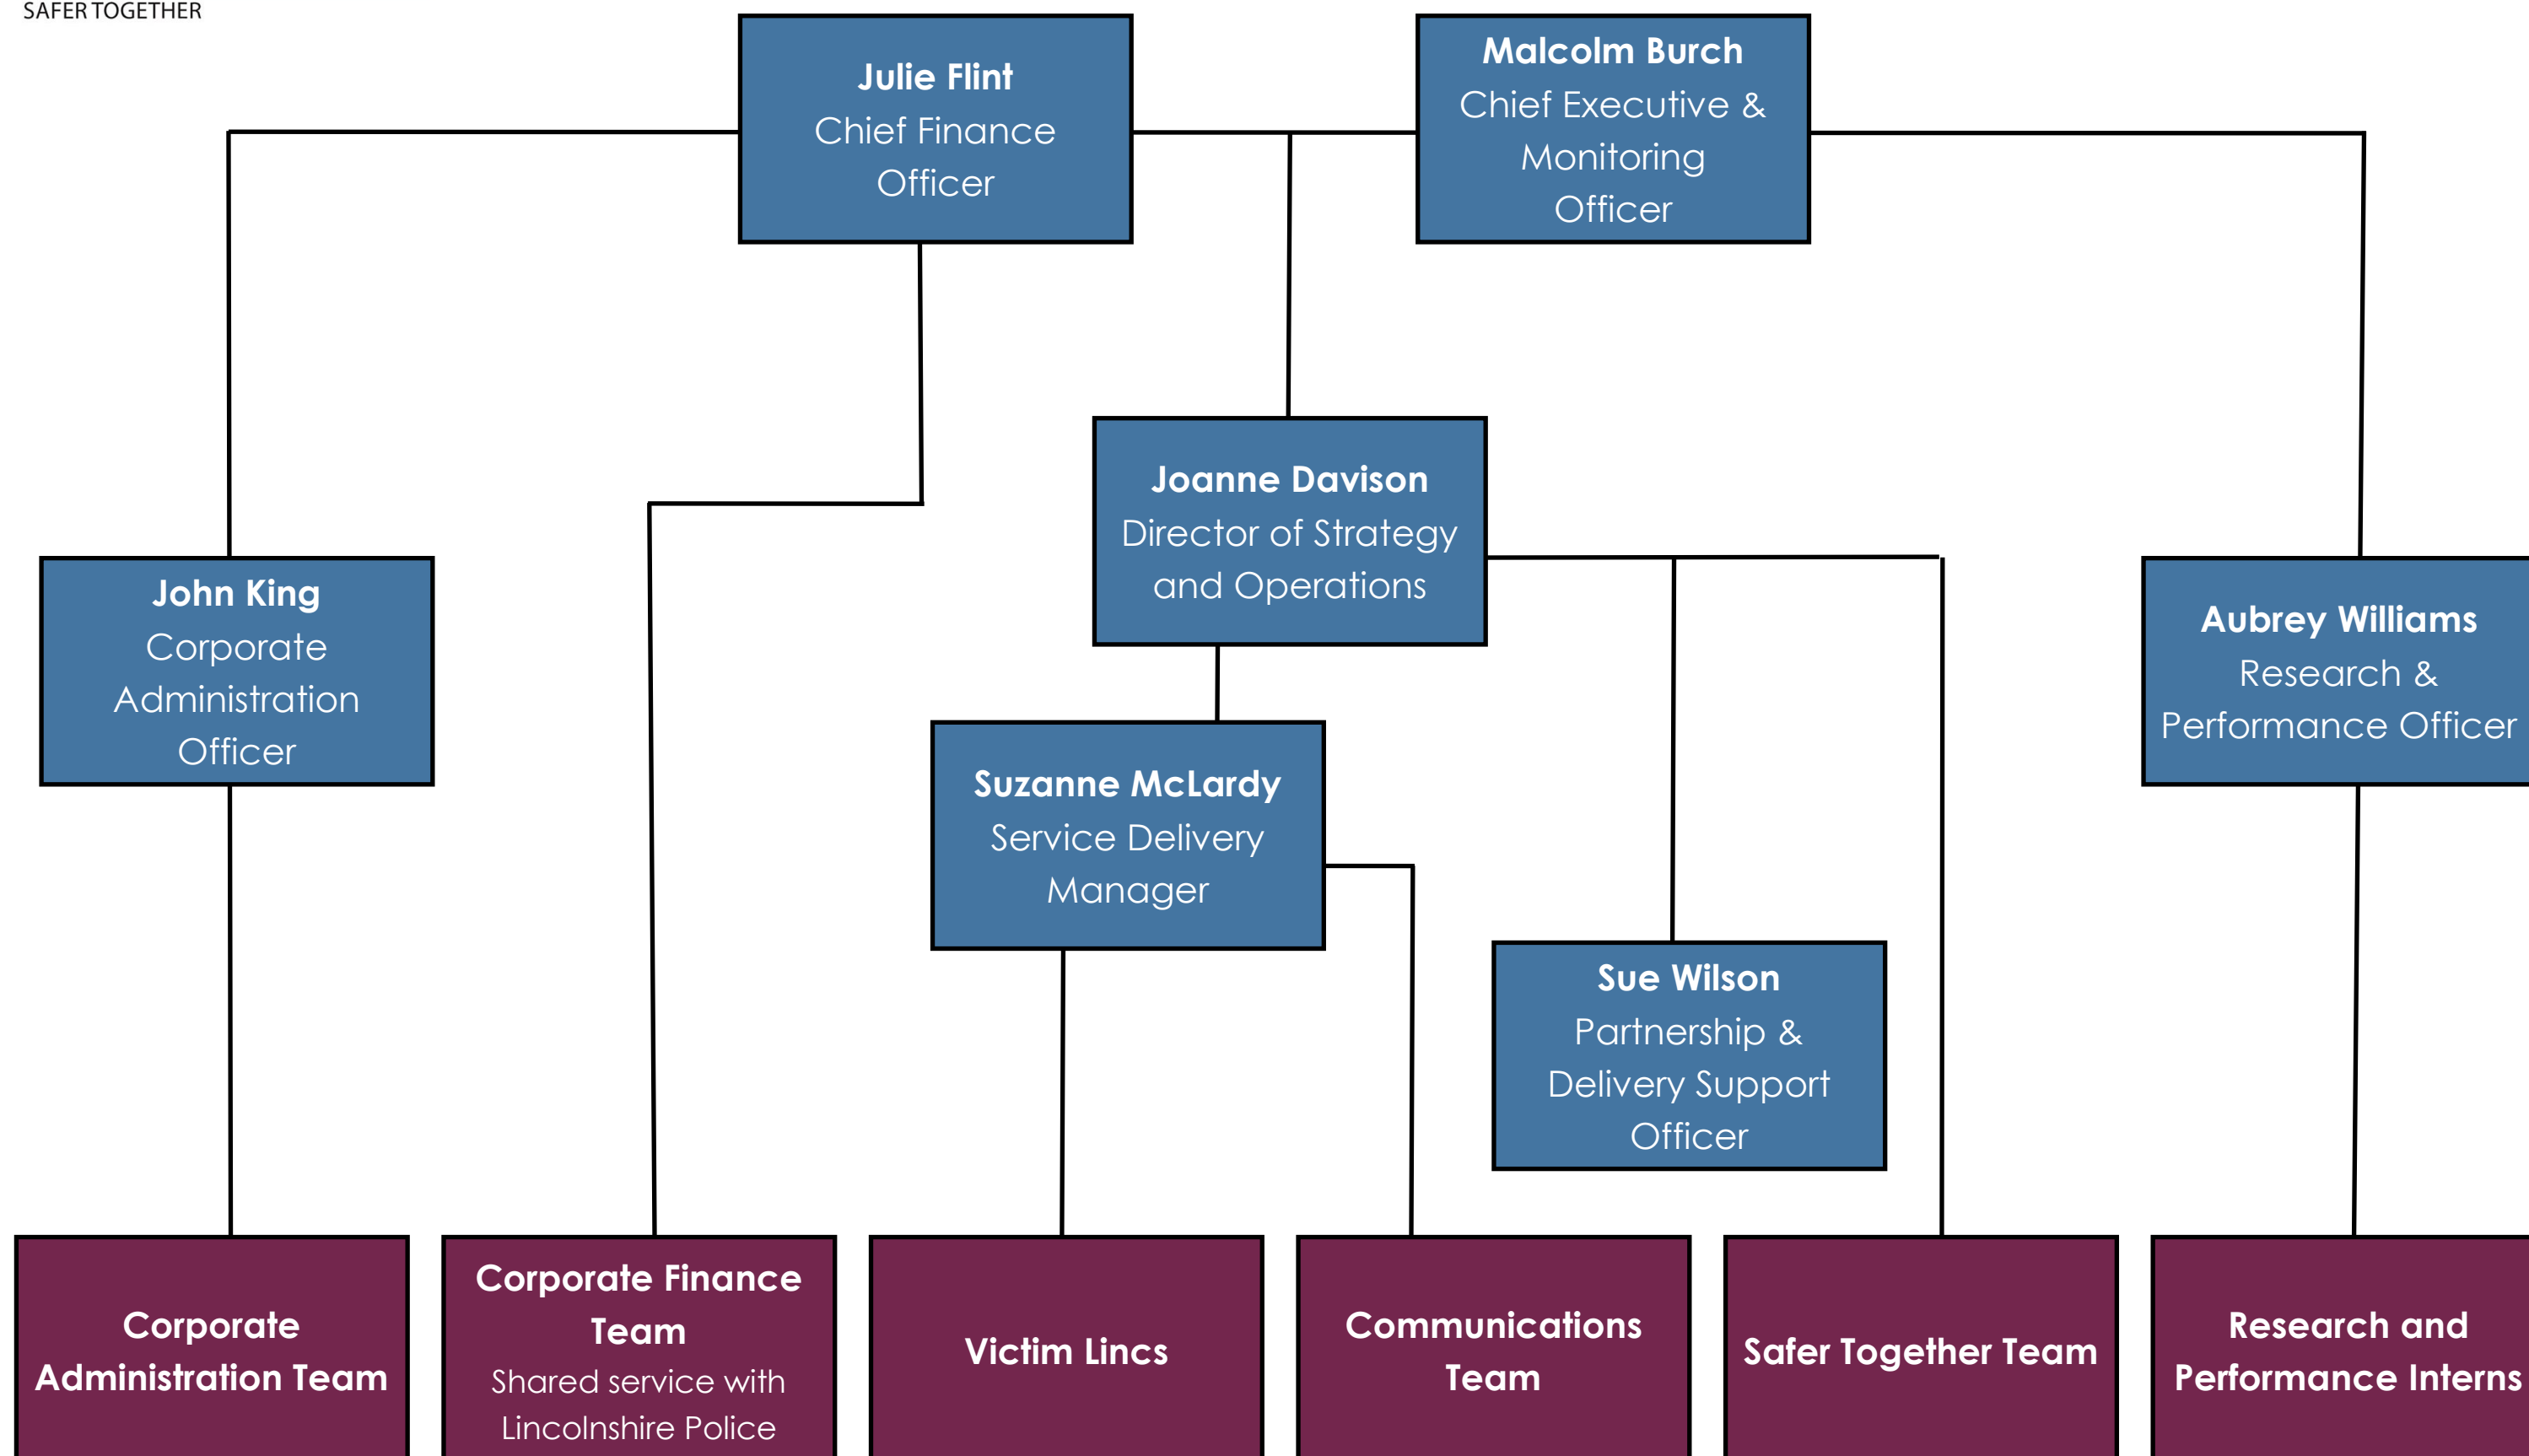 SAFER TOGETHER
Julie Flint
Chief Finance
Officer
Malcolm Burch
Chief Executive &
Monitoring
Officer
Joanne Davison
Director of Strategy
and Operations
John King
Corporate
Administration
Officer
Aubrey Williams
Research &
Performance Officer
Suzanne McLardy
Service Delivery
Manager
Sue Wilson
Partnership &
Delivery Support
Officer
Corporate
Administration Team
Corporate Finance
Team
Shared service with
Lincolnshire Police
Victim Lincs
Communications
Team
Safer Together Team
Research and
Performance Interns